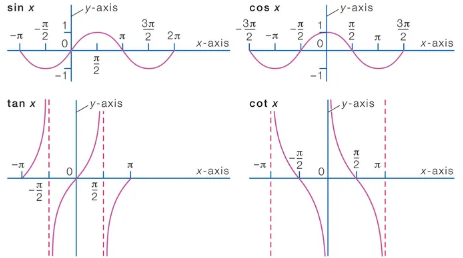 sin x
y-axis
1
−π
−π/2
0
π/2
π
3π/2
2π
x-axis
−1
cos x
y-axis
1
−3π/2
−π
−π/2
0
π/2
π
3π/2
x-axis
−1
tan x
y-axis
−π
−π/2
0
π/2
π
x-axis
cot x
y-axis
−π
−π/2
0
π/2
π
x-axis